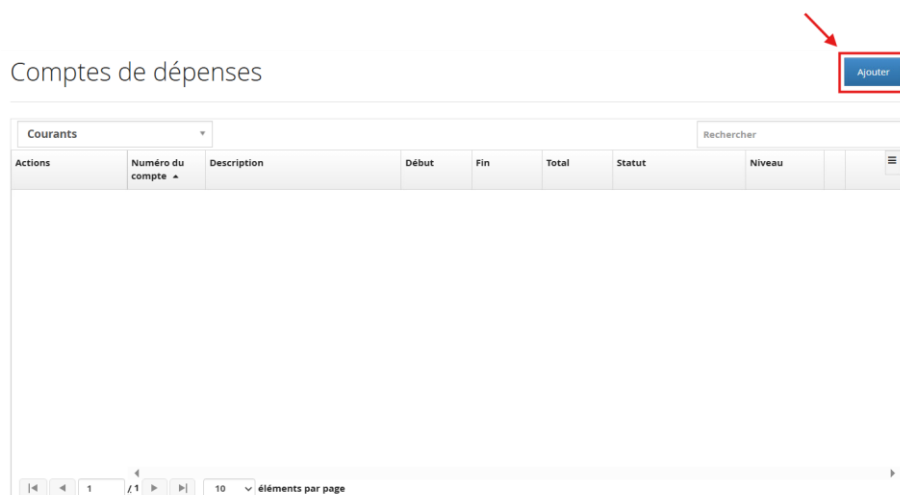 Comptes de dépenses
Ajouter
Courants
Rechercher
Actions
Numéro du
compte
Description
Début
Fin
Total
Statut
Niveau
1
/ 1
10
éléments par page